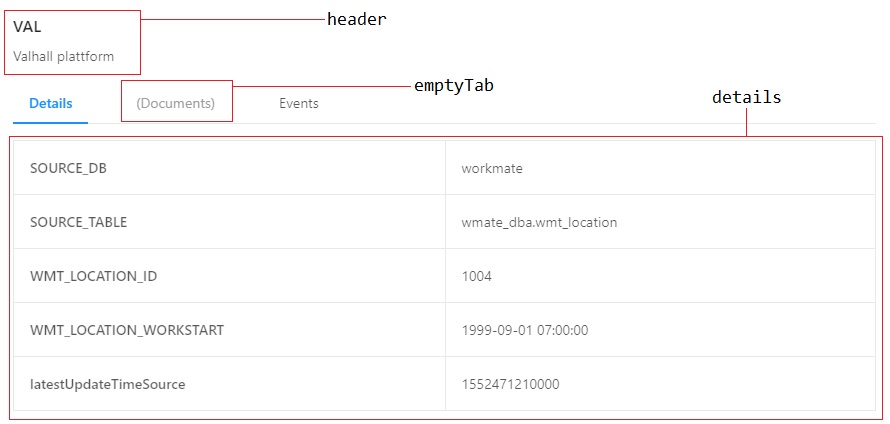 VAL
header
Valhall plattform
emptyTab
Details (Documents) Events
details
SOURCE_DB workmate
SOURCE_TABLE wmate_dba.wmt_location
WMT_LOCATION_ID 1004
WMT_LOCATION_WORKSTART 1999-09-01 07:00:00
latestUpdateTimeSource 1552471210000